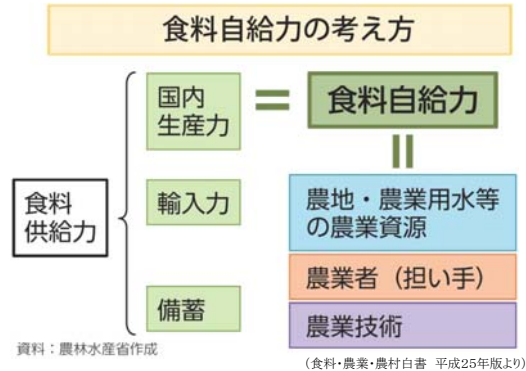 食料自給力の考え方
国内
生産力
＝
食料自給力
＝
食料
供給力
輸入力
備蓄
農地・農業用水等
の農業資源
農業者（担い手）
農業技術
資料：農林水産省作成
（食料・農業・農村白書 平成25年版より）